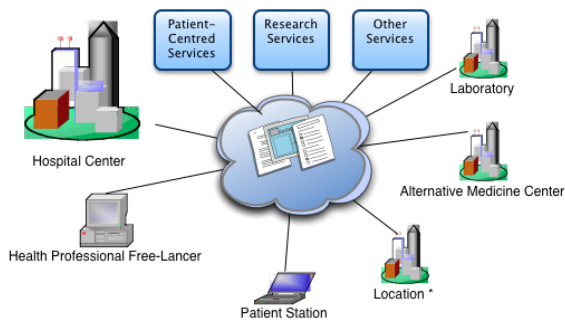 Patient-
Centred
Services
Research
Services
Other
Services
Laboratory
Hospital Center
Alternative Medicine Center
Health Professional Free-Lancer
Location *
Patient Station